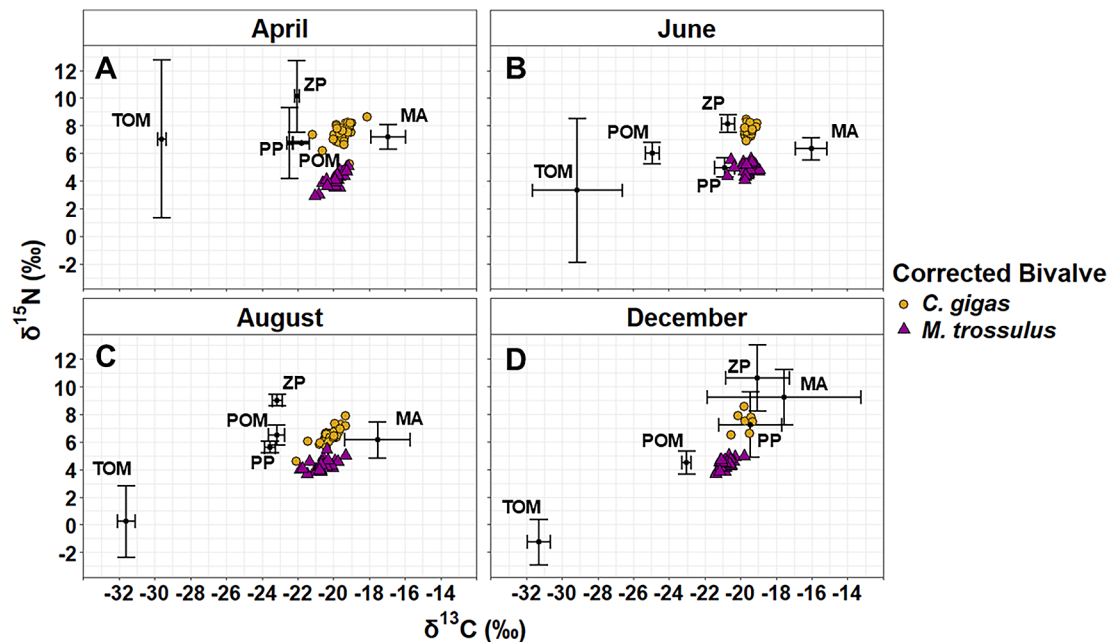 April
June
A
ZP
TOM
MA
PP
POM
B
ZP
POM
MA
TOM
PP
12
10
8
6
4
2
0
-2
δ15N (‰)
Corrected Bivalve
C. gigas
M. trossulus
August
December
C
ZP
POM
MA
PP
TOM
D
ZP
MA
PP
POM
TOM
12
10
8
6
4
2
0
-2
-32 -30 -28 -26 -24 -22 -20 -18 -16 -14
-32 -30 -28 -26 -24 -22 -20 -18 -16 -14
δ13C (‰)